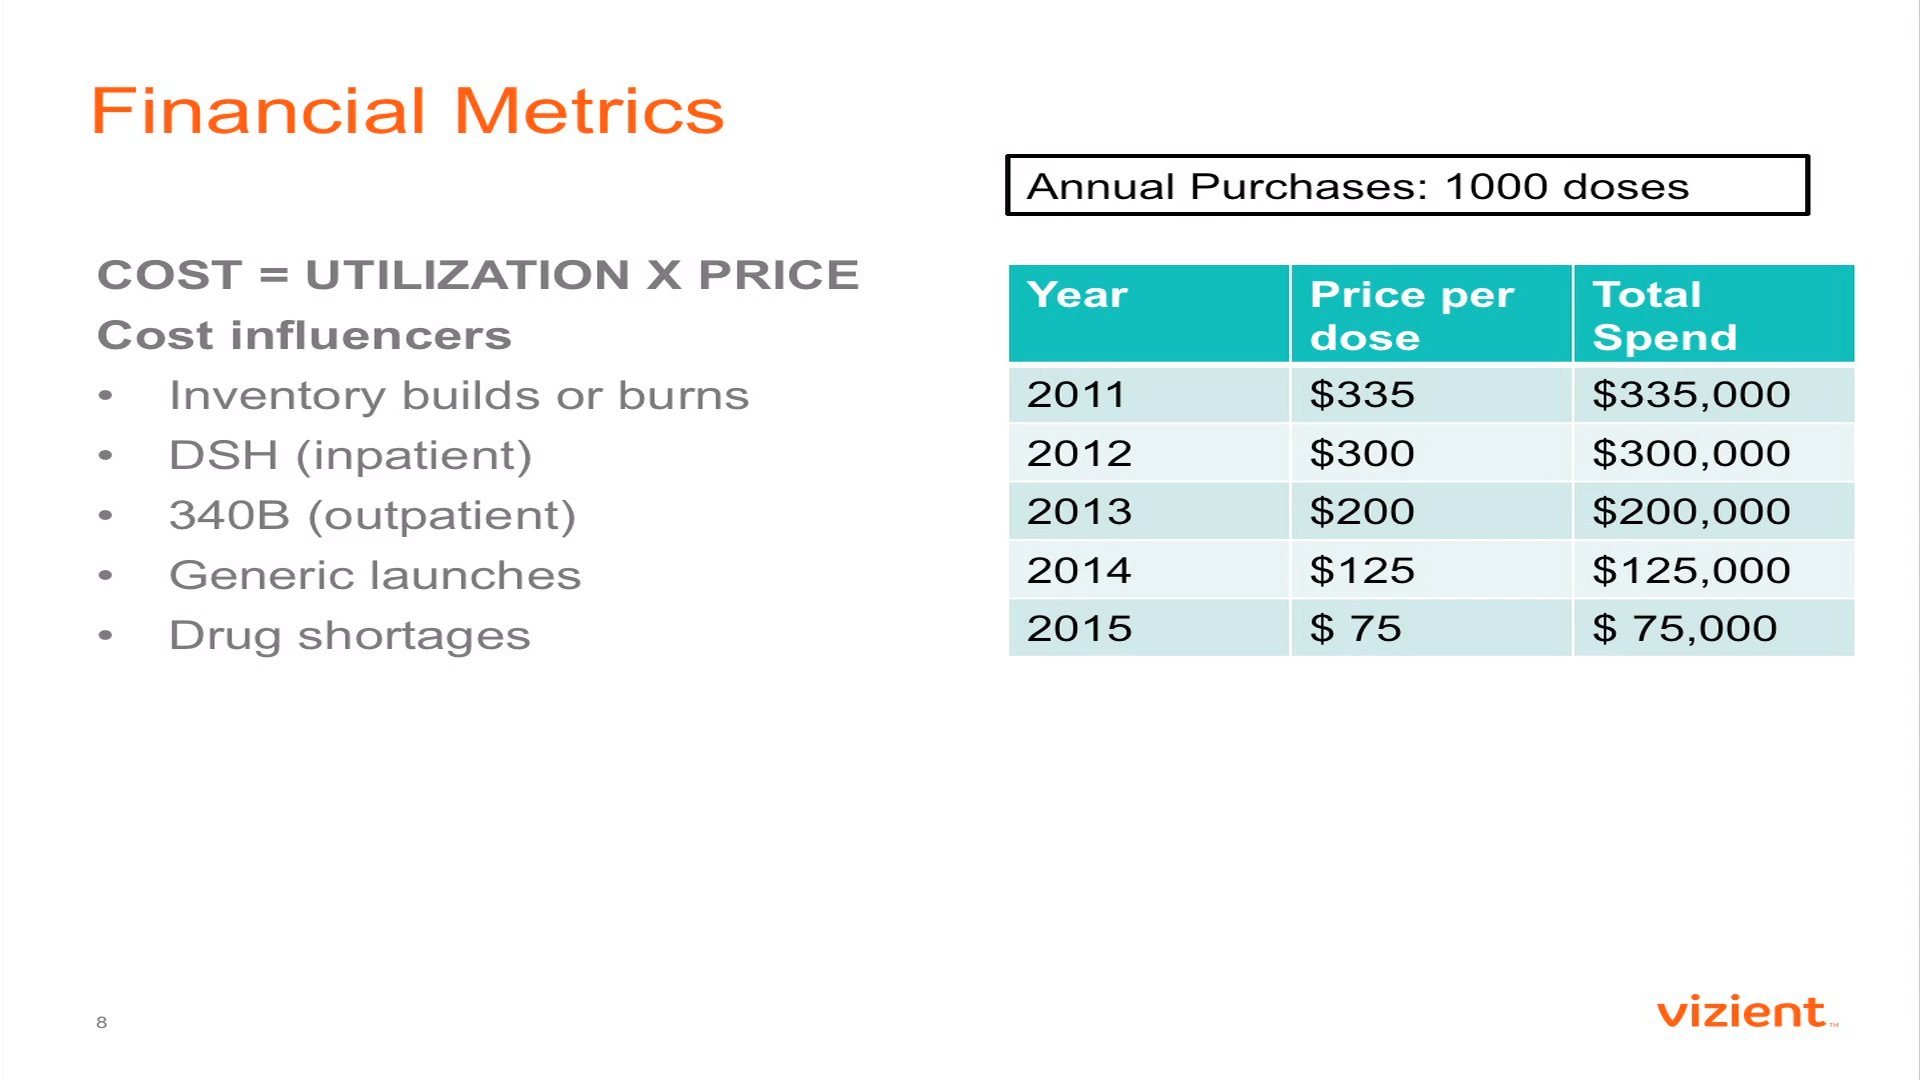 Financial Metrics
Annual Purchases: 1000 doses
COST = UTILIZATION X PRICE
Cost influencers
• Inventory builds or burns
• DSH (inpatient)
• 340B (outpatient)
• Generic launches
• Drug shortages
Year Price per dose Total Spend
2011 $335 $335,000
2012 $300 $300,000
2013 $200 $200,000
2014 $125 $125,000
2015 $ 75 $ 75,000
8
vizient™